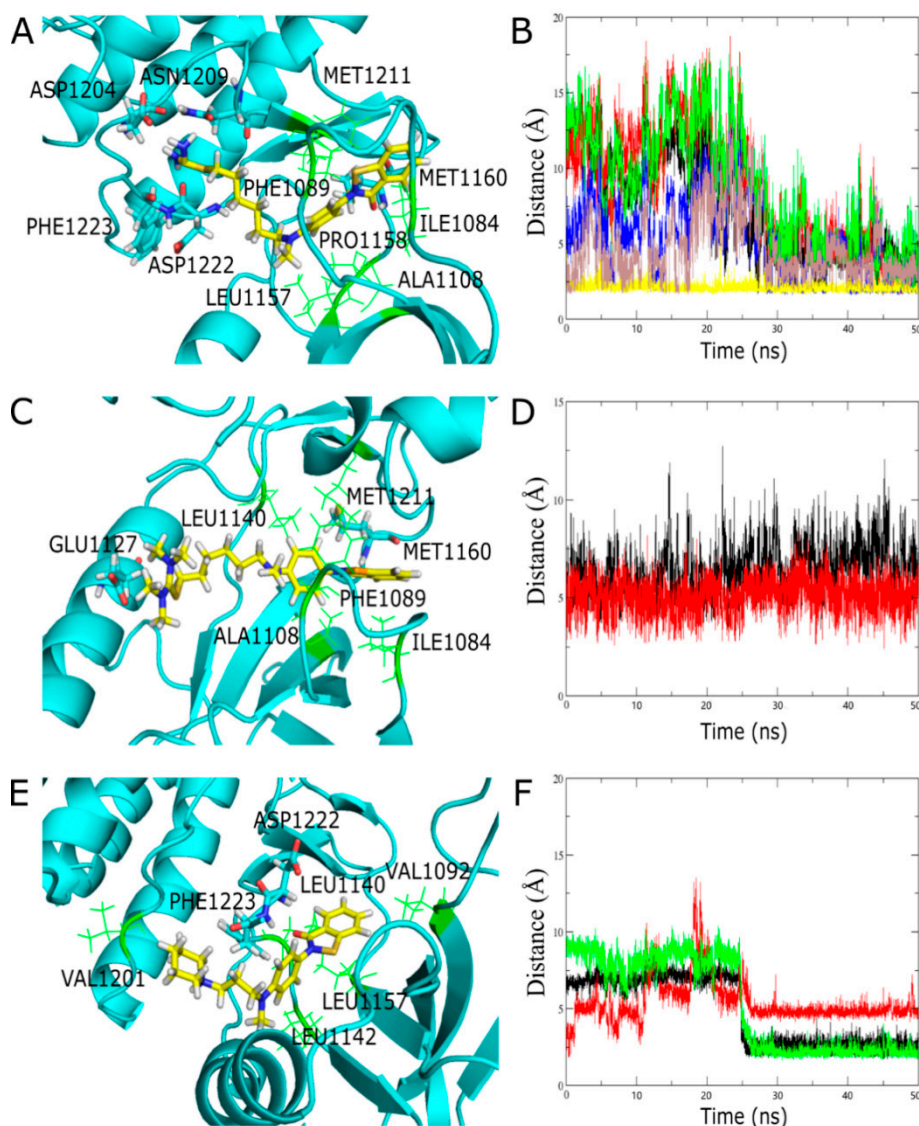 A
ASP1204
ASN1209
MET1211
PHE1089
MET1160
ILE1084
PHE1223
PRO1158
ASP1222
ALA1108
LEU1157
B
20
15
10
5
0
Distance (Å)
0 10 20 30 40 50
Time (ns)
C
LEU1140
MET1211
GLU1127
MET1160
PHE1089
ALA1108
ILE1084
D
15
10
5
0
Distance (Å)
0 10 20 30 40 50
Time (ns)
E
ASP1222
LEU1140
VAL1092
PHE1223
VAL1201
LEU1157
LEU1142
F
20
15
10
5
0
Distance (Å)
0 10 20 30 40 50
Time (ns)